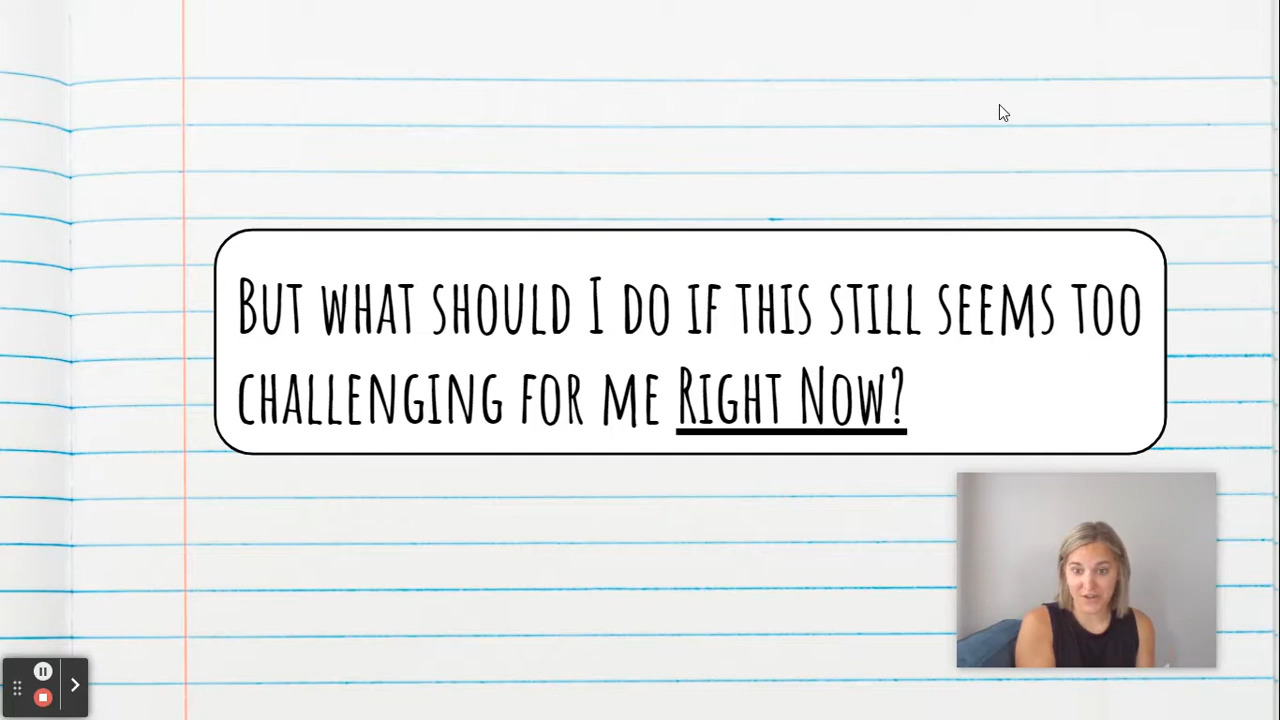 But what should I do if this still seems too
challenging for me Right Now?